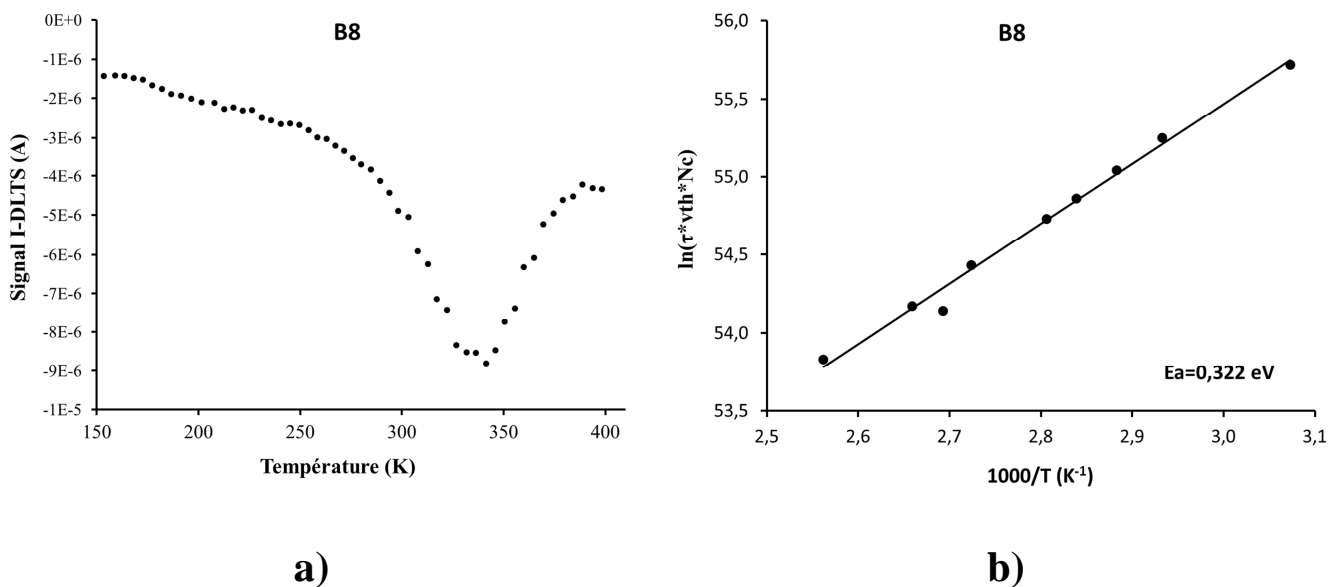 B8
0E+0
-1E-6
-2E-6
-3E-6
-4E-6
-5E-6
-6E-6
-7E-6
-8E-6
-9E-6
-1E-5
Signal I-DLTS (A)
150 200 250 300 350 400
Température (K)
a)
B8
56,0
55,5
55,0
54,5
54,0
53,5
ln(τ*vth*Nc)
Ea=0,322 eV
2,5 2,6 2,7 2,8 2,9 3,0 3,1
1000/T (K⁻¹)
b)